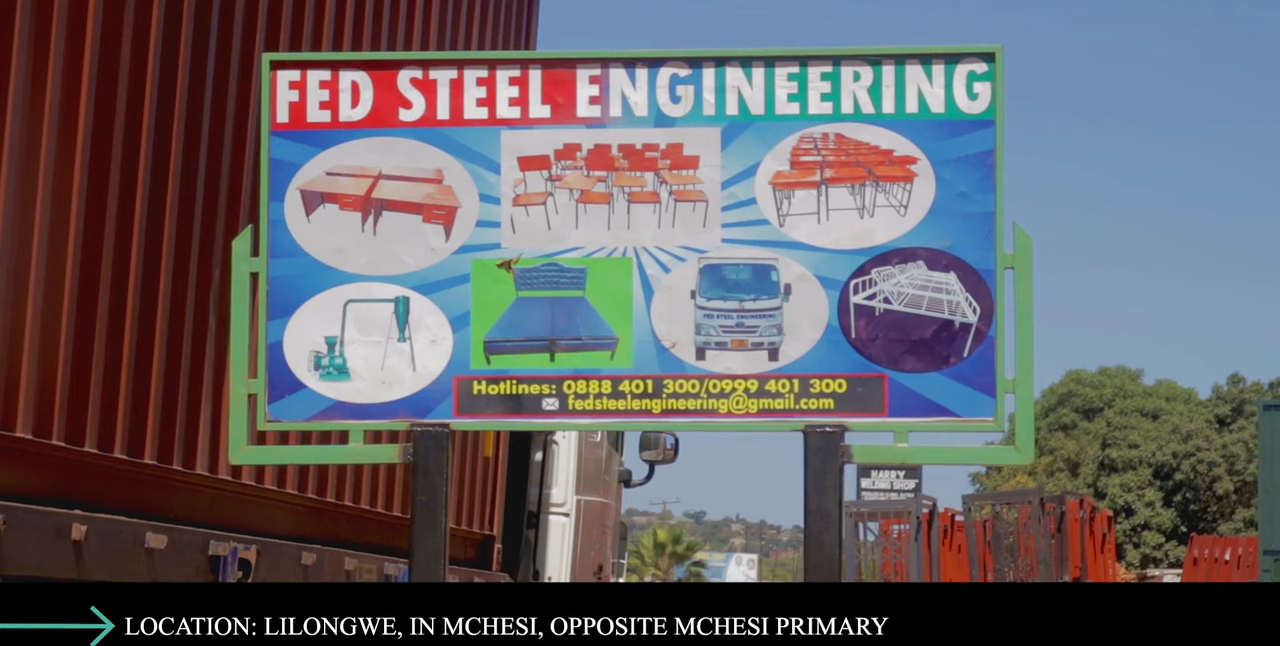 FED STEEL ENGINEERING
FED STEEL ENGINEERING
Hotlines: 0888 401 300/0999 401 300
fedsteelengineering@gmail.com
HARRY
WELDING SHOP
LOCATION: LILONGWE, IN MCHESI, OPPOSITE MCHESI PRIMARY